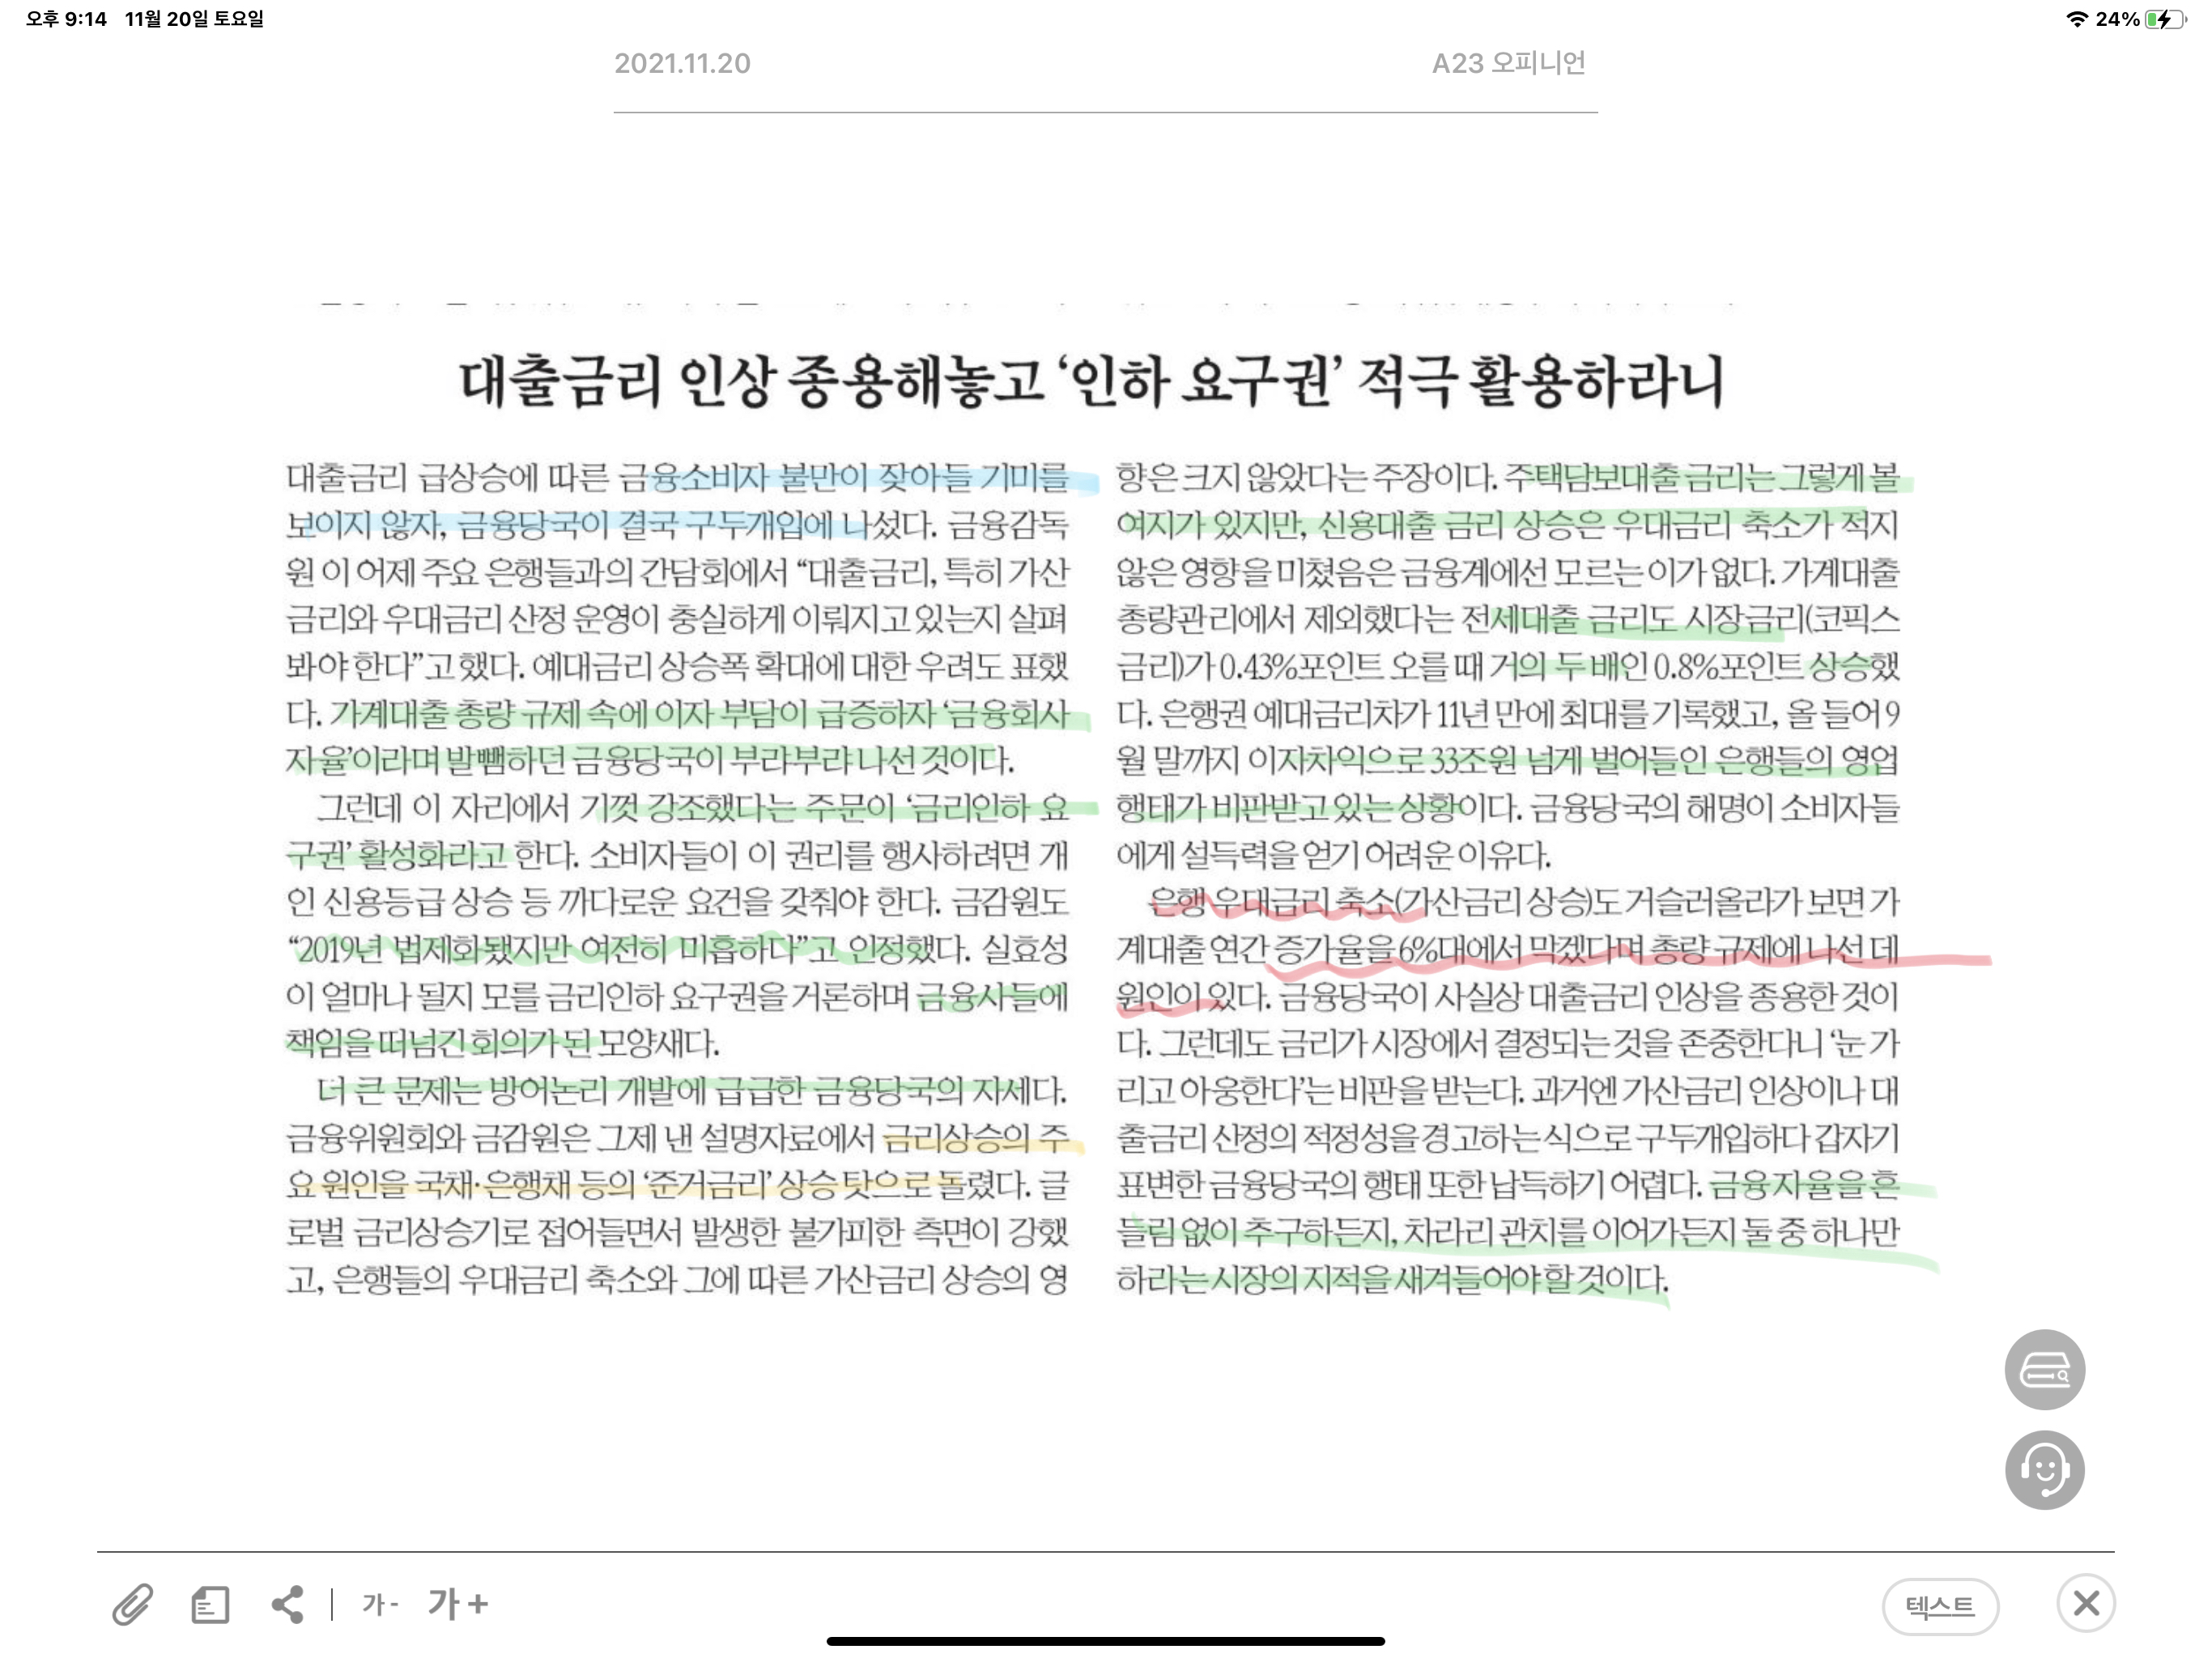 오후 9:14 11월 20일 토요일
24%
2021.11.20
A23 오피니언
대출금리 인상 종용해놓고 ‘인하 요구권’ 적극 활용하라니
대출금리 급상승에 따른 금융소비자 불만이 잦아들 기미를
보이지 않자, 금융당국이 결국 구두개입에 나섰다. 금융감독
원이 어제 주요 은행들과의 간담회에서 “대출금리, 특히 가산
금리와 우대금리 산정 운영이 충실하게 이뤄지고 있는지 살펴
봐야 한다”고 했다. 예대금리 상승폭 확대에 대한 우려도 표했
다. 가계대출 총량 규제 속에 이자 부담이 급증하자 ‘금융회사
자율’이라며 발뺌하던 금융당국이 부랴부랴 나선 것이다.
그런데 이 자리에서 기껏 강조했다는 주문이 ‘금리인하 요
구권’ 활성화라고 한다. 소비자들이 이 권리를 행사하려면 개
인 신용등급 상승 등 까다로운 요건을 갖춰야 한다. 금감원도
“2019년 법제화됐지만 여전히 미흡하다”고 인정했다. 실효성
이 얼마나 될지 모를 금리인하 요구권을 거론하며 금융사들에
책임을 떠넘긴 회의가 된 모양새다.
더 큰 문제는 방어논리 개발에 급급한 금융당국의 자세다.
금융위원회와 금감원은 그제 낸 설명자료에서 금리상승의 주
요 원인을 국채·은행채 등의 ‘준거금리’ 상승 탓으로 돌렸다. 글
로벌 금리상승기로 접어들면서 발생한 불가피한 측면이 강했
고, 은행들의 우대금리 축소와 그에 따른 가산금리 상승의 영
향은 크지 않았다는 주장이다. 주택담보대출 금리는 그렇게 볼
여지가 있지만, 신용대출 금리 상승은 우대금리 축소가 적지
않은 영향을 미쳤음은 금융계에선 모르는 이가 없다. 가계대출
총량관리에서 제외했다는 전세대출 금리도 시장금리(코픽스
금리)가 0.43%포인트 오를 때 거의 두 배인 0.8%포인트 상승했
다. 은행권 예대금리차가 11년 만에 최대를 기록했고, 올 들어 9
월 말까지 이자차익으로 33조원 넘게 벌어들인 은행들의 영업
행태가 비판받고 있는 상황이다. 금융당국의 해명이 소비자들
에게 설득력을 얻기 어려운 이유다.
은행 우대금리 축소(가산금리 상승)도 거슬러올라가 보면 가
계대출 연간 증가율을 6%대에서 막겠다며 총량 규제에 나선 데
원인이 있다. 금융당국이 사실상 대출금리 인상을 종용한 것이
다. 그런데도 금리가 시장에서 결정되는 것을 존중한다니 ‘눈 가
리고 아웅한다’는 비판을 받는다. 과거엔 가산금리 인상이나 대
출금리 산정의 적정성을 경고하는 식으로 구두개입하다 갑자기
표변한 금융당국의 행태 또한 납득하기 어렵다. 금융자율을 흔
들림 없이 추구하든지, 차라리 관치를 이어가든지 둘 중 하나만
하라는 시장의 지적을 새겨들어야 할 것이다.
가- 가+
텍스트